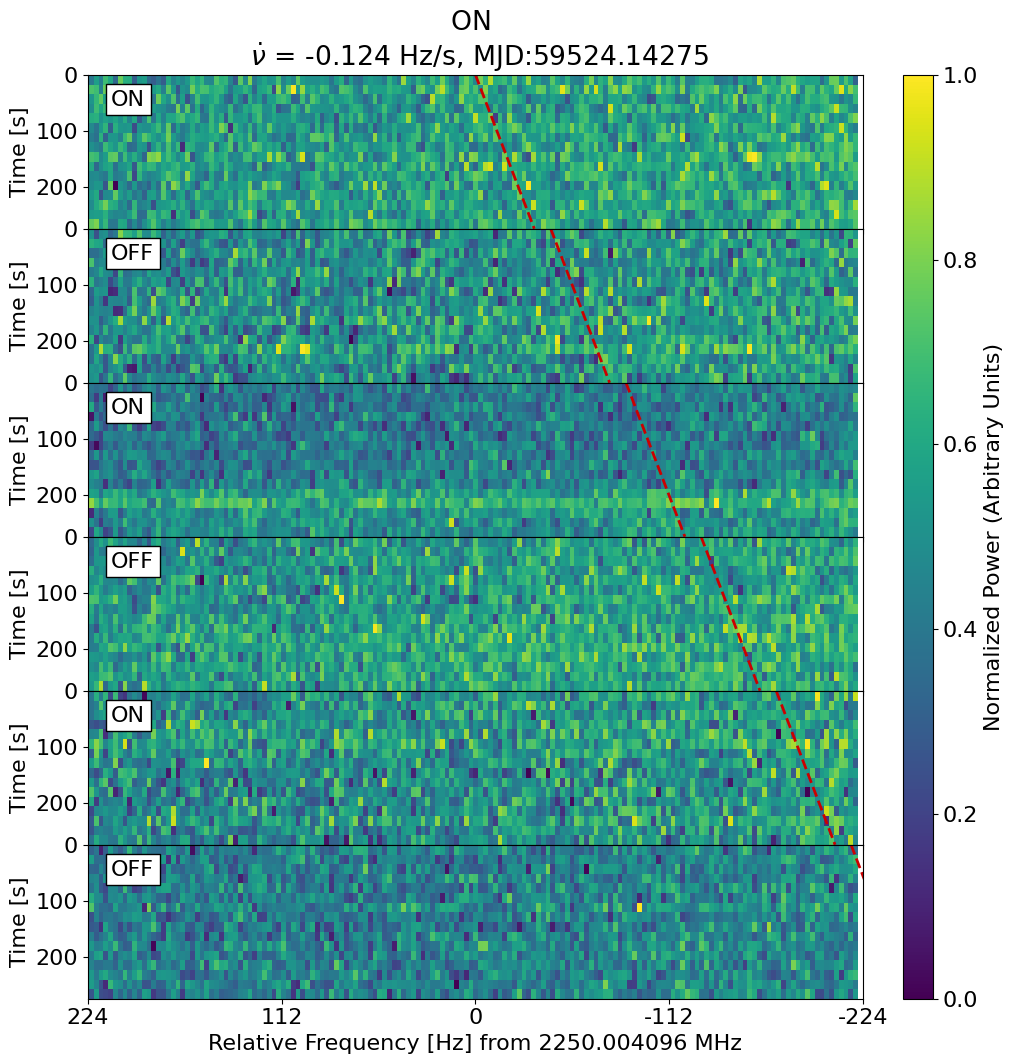 ON
ν̇ = -0.124 Hz/s, MJD:59524.14275
0
ON
100
Time [s]
200
0
OFF
100
Time [s]
200
0
ON
100
Time [s]
200
0
OFF
100
Time [s]
200
0
ON
100
Time [s]
200
0
OFF
100
Time [s]
200
224 112 0 -112 -224
Relative Frequency [Hz] from 2250.004096 MHz
1.0
0.8
0.6
0.4
0.2
0.0
Normalized Power (Arbitrary Units)